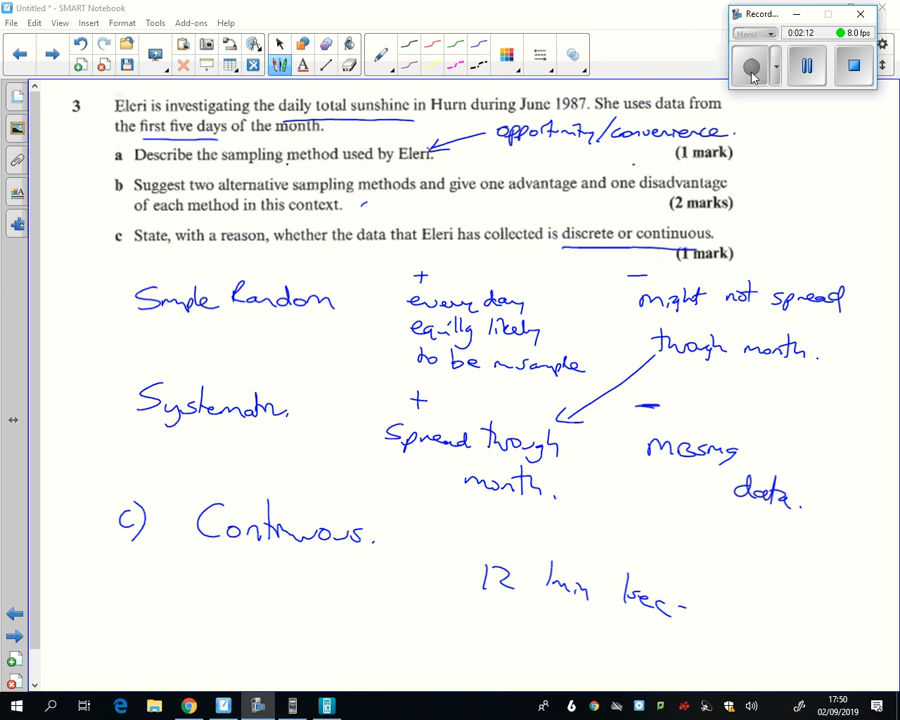 Untitled * - SMART Notebook
File Edit View Insert Format Tools Add-ons Help
Record...
Menu 0:02:12 8.0 fps
3 Eleri is investigating the daily total sunshine in Hurn during June 1987. She uses data from
the first five days of the month.
opportunity/convenience.
a Describe the sampling method used by Eleri. (1 mark)
b Suggest two alternative sampling methods and give one advantage and one disadvantage
of each method in this context. (2 marks)
c State, with a reason, whether the data that Eleri has collected is discrete or continuous.
(1 mark)
+ −
Simple Random every day might not spread
equilly likely though month.
to be in sample
Systematic. + −
Spread through missing
month. data.
c) Continuous.
12 1min 1sec -
17:50
02/09/2019